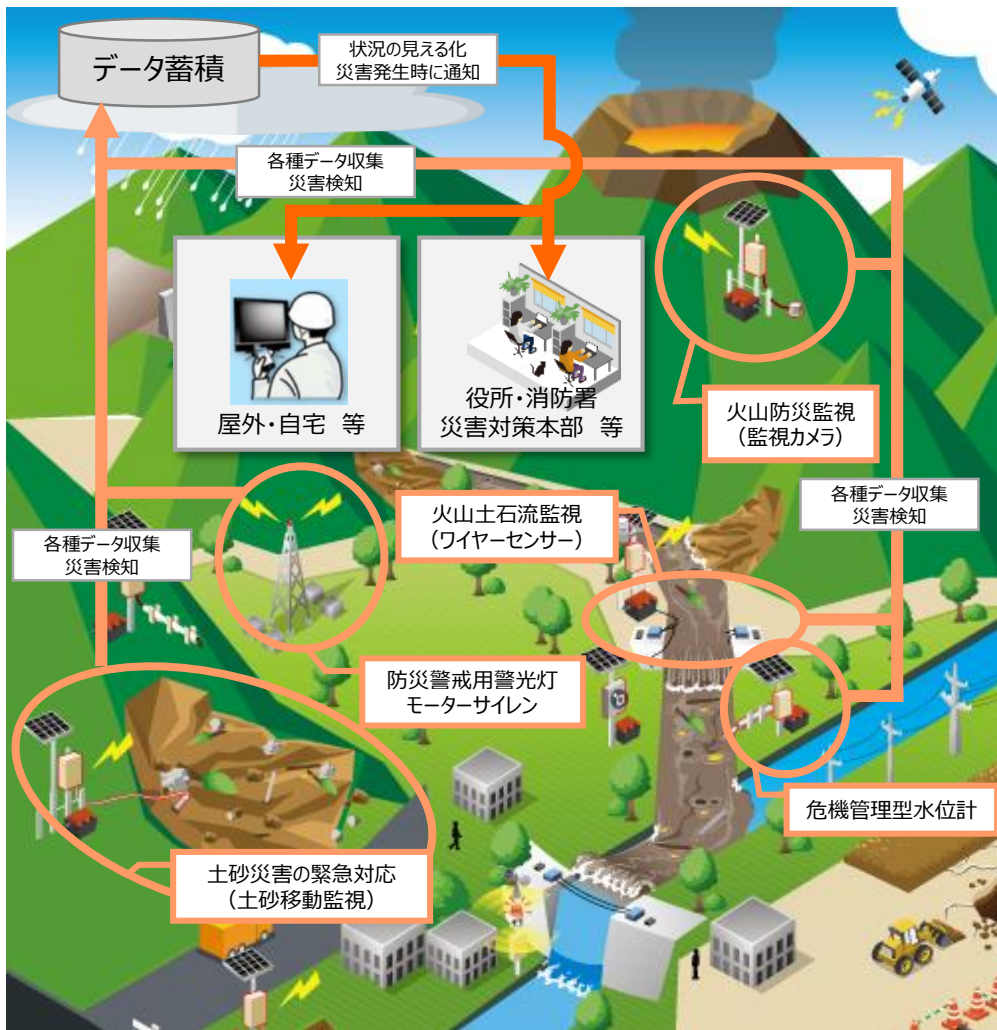 データ蓄積
状況の見える化
災害発生時に通知
各種データ収集
災害検知
屋外・自宅 等
役所・消防署
災害対策本部 等
火山防災監視
（監視カメラ）
火山土石流監視
（ワイヤーセンサー）
各種データ収集
災害検知
各種データ収集
災害検知
防災警戒用警光灯
モーターサイレン
危機管理型水位計
土砂災害の緊急対応
（土砂移動監視）